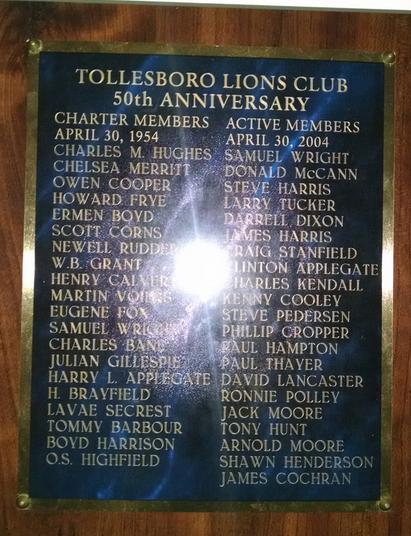 TOLLESBORO LIONS CLUB
50th ANNIVERSARY
CHARTER MEMBERS
APRIL 30, 1954
CHARLES M. HUGHES
CHELSEA MERRITT
OWEN COOPER
HOWARD FRYE
ERMEN BOYD
SCOTT CORNS
NEWELL RUDDER
W.B. GRANT
HENRY CALVERT
MARTIN
EUGENE FOX
SAMUEL WRIGHT
CHARLES BANE
JULIAN GILLESPIE
HARRY L. APPLEGATE
H. BRAYFIELD
LAVAE SECREST
TOMMY BARBOUR
BOYD HARRISON
O.S. HIGHFIELD
ACTIVE MEMBERS
APRIL 30, 2004
SAMUEL WRIGHT
DONALD McCANN
STEVE HARRIS
LARRY TUCKER
DARRELL DIXON
JAMES HARRIS
CRAIG STANFIELD
CLINTON APPLEGATE
CHARLES KENDALL
KENNY COOLEY
STEVE PEDERSEN
PHILLIP CROPPER
PAUL HAMPTON
PAUL THAYER
DAVID LANCASTER
RONNIE POLLEY
JACK MOORE
TONY HUNT
ARNOLD MOORE
SHAWN HENDERSON
JAMES COCHRAN